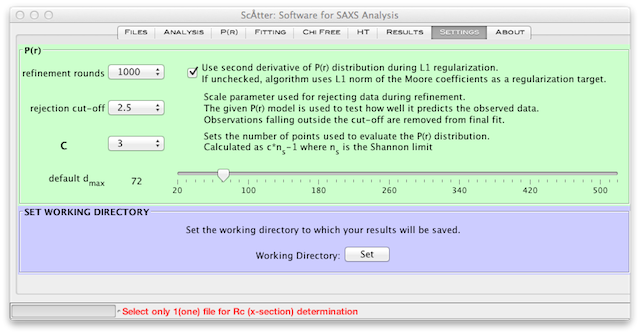 ScÅtter: Software for SAXS Analysis
FILES ANALYSIS P(R) FITTING CHI FREE HT RESULTS SETTINGS ABOUT
P(r)
refinement rounds 1000
Use second derivative of P(r) distribution during L1 regularization.
If unchecked, algorithm uses L1 norm of the Moore coefficients as a regularization target.
rejection cut-off 2.5
Scale parameter used for rejecting data during refinement.
The given P(r) model is used to test how well it predicts the observed data.
Observations falling outside the cut-off are removed from final fit.
C 3
Sets the number of points used to evaluate the P(r) distribution.
Calculated as c*ns-1 where ns is the Shannon limit
default dmax 72
20 100 180 260 340 420 500
SET WORKING DIRECTORY
Set the working directory to which your results will be saved.
Working Directory: Set
Select only 1(one) file for Rc (x-section) determination